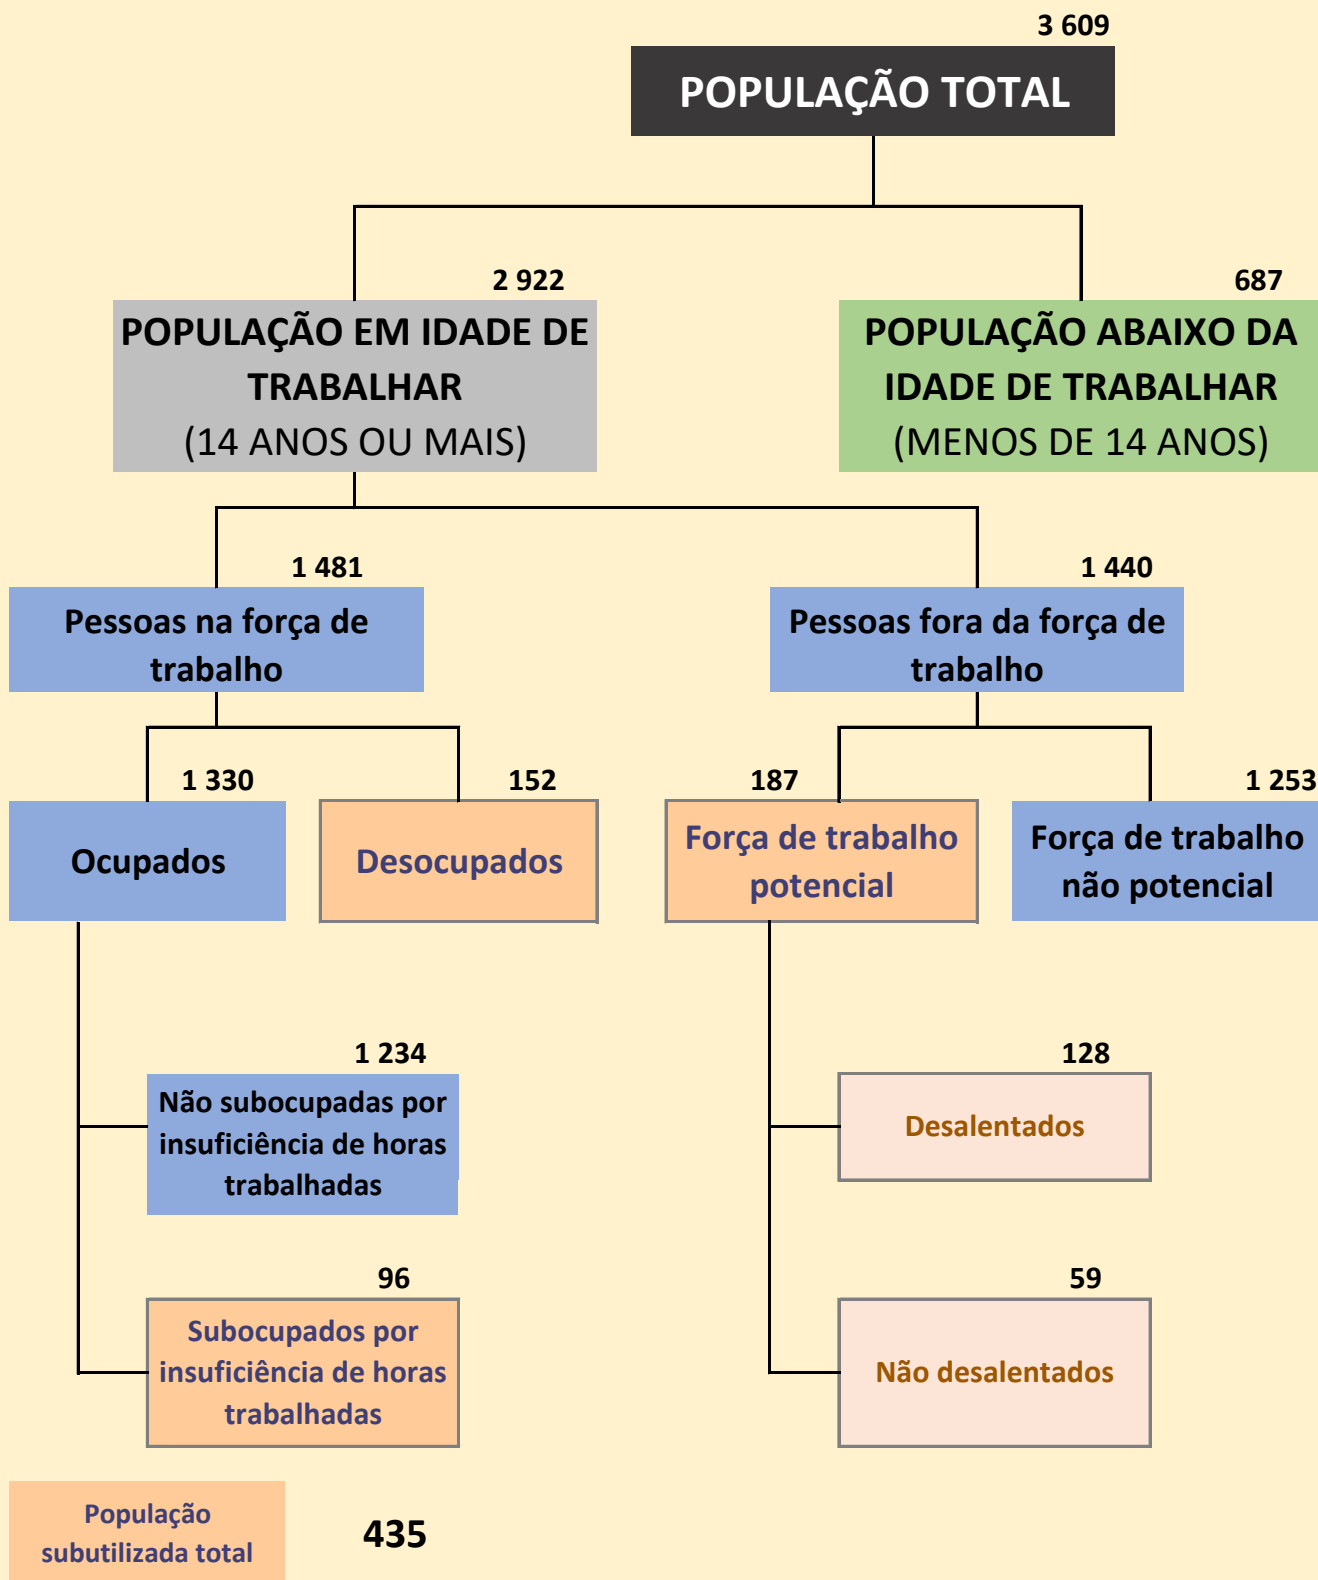 3 609
POPULAÇÃO TOTAL
2 922
POPULAÇÃO EM IDADE DE
TRABALHAR
(14 ANOS OU MAIS)
687
POPULAÇÃO ABAIXO DA
IDADE DE TRABALHAR
(MENOS DE 14 ANOS)
1 481
Pessoas na força de
trabalho
1 440
Pessoas fora da força de
trabalho
1 330
Ocupados
152
Desocupados
187
Força de trabalho
potencial
1 253
Força de trabalho
não potencial
1 234
Não subocupadas por
insuficiência de horas
trabalhadas
128
Desalentados
96
Subocupados por
insuficiência de horas
trabalhadas
59
Não desalentados
População
subutilizada total
435